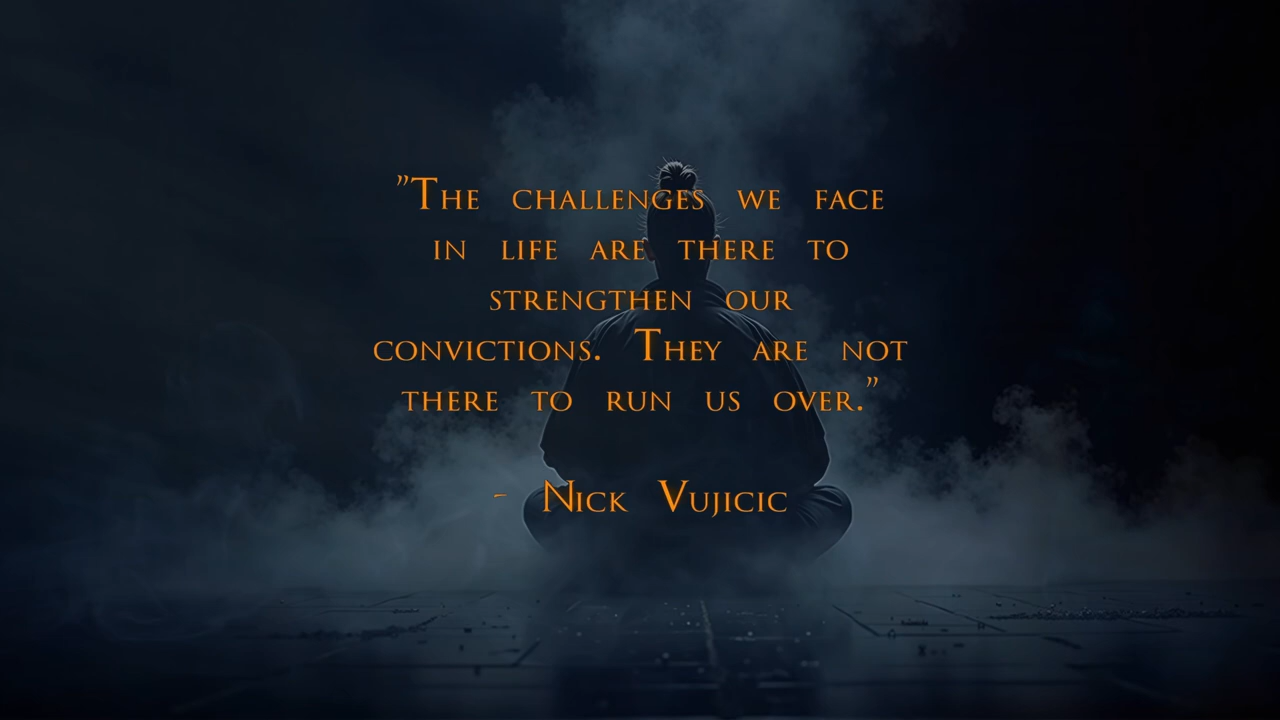 ”The challenges we face
in life are there to
strengthen our
convictions. They are not
there to run us over.”
- Nick Vujicic